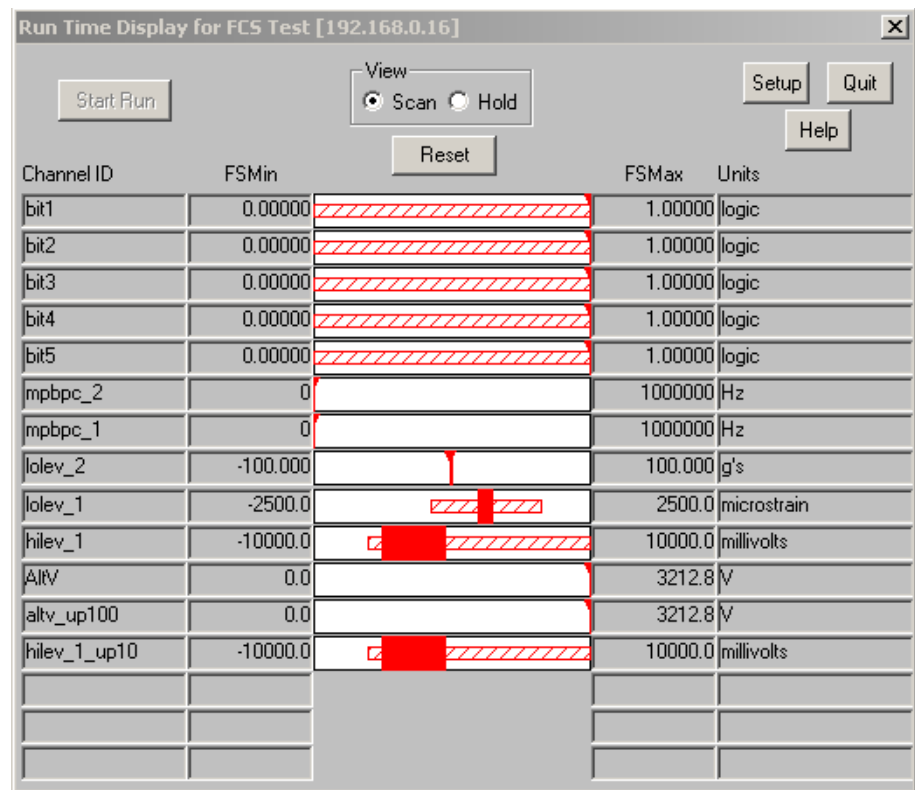 Run Time Display for FCS Test [192.168.0.16]
View
Start Run
Scan Hold
Setup Quit
Help
Reset
Channel ID FSMin FSMax Units
bit1 0.00000 1.00000 logic
bit2 0.00000 1.00000 logic
bit3 0.00000 1.00000 logic
bit4 0.00000 1.00000 logic
bit5 0.00000 1.00000 logic
mpbpc_2 0 1000000 Hz
mpbpc_1 0 1000000 Hz
lolev_2 -100.000 100.000 g's
lolev_1 -2500.0 2500.0 microstrain
hilev_1 -10000.0 10000.0 millivolts
AltV 0.0 3212.8 V
altv_up100 0.0 3212.8 V
hilev_1_up10 -10000.0 10000.0 millivolts